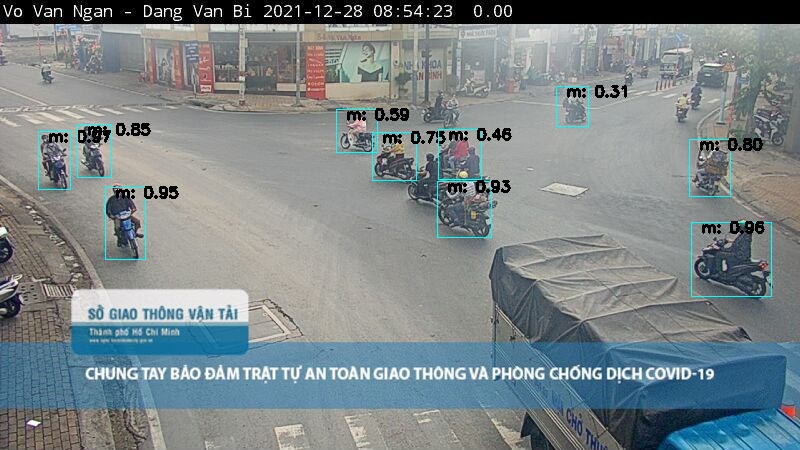 Vo Van Ngan - Dang Van Bi 2021-12-28 08:54:23 0.00
m: 0.31
m: 0.59
m: 0.85
m: 0.97
m: 0.75
m: 0.46
m: 0.80
m: 0.95
m: 0.93
m: 0.96
SỞ GIAO THÔNG VẬN TẢI
Thành phố Hồ Chí Minh
CHUNG TAY BẢO ĐẢM TRẬT TỰ AN TOÀN GIAO THÔNG VÀ PHÒNG CHỐNG DỊCH COVID-19